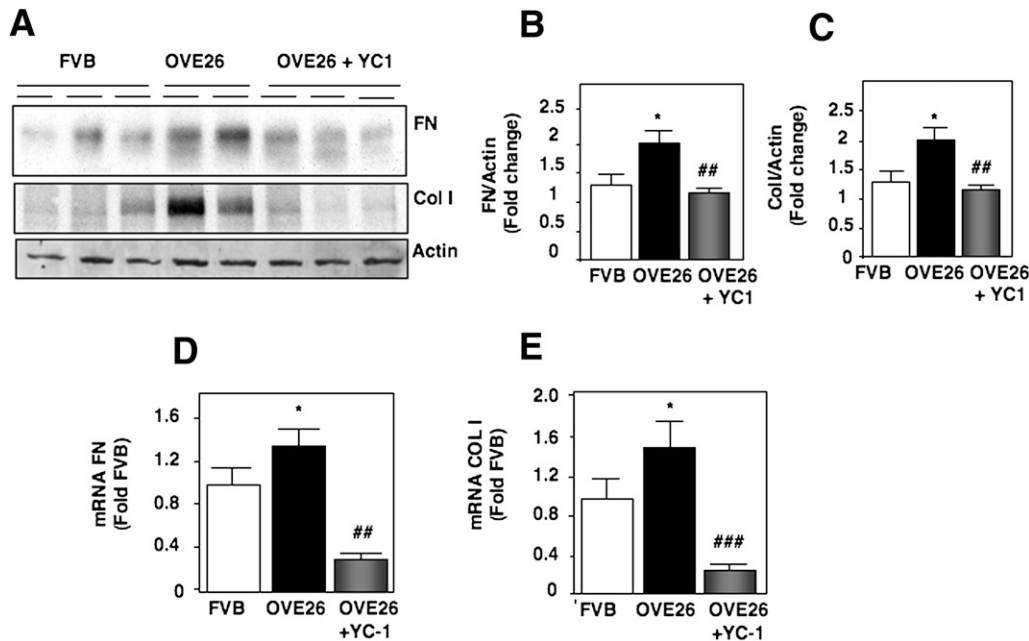 A
FVB OVE26 OVE26 + YC1
FN
Col I
Actin
B
FN/Actin
(Fold change)
2.5
2
1.5
1
0.5
0
*
##
FVB OVE26 OVE26
+ YC1
C
ColI/Actin
(Fold change)
2.5
2
1.5
1
0.5
0
*
##
FVB OVE26 OVE26
+ YC1
D
mRNA FN
(Fold FVB)
1.6
1.2
0.8
0.4
0
*
##
FVB OVE26 OVE26
+YC-1
E
mRNA COL I
(Fold FVB)
2.0
1.6
1.2
0.8
0.4
0
*
###
FVB OVE26 OVE26
+YC-1